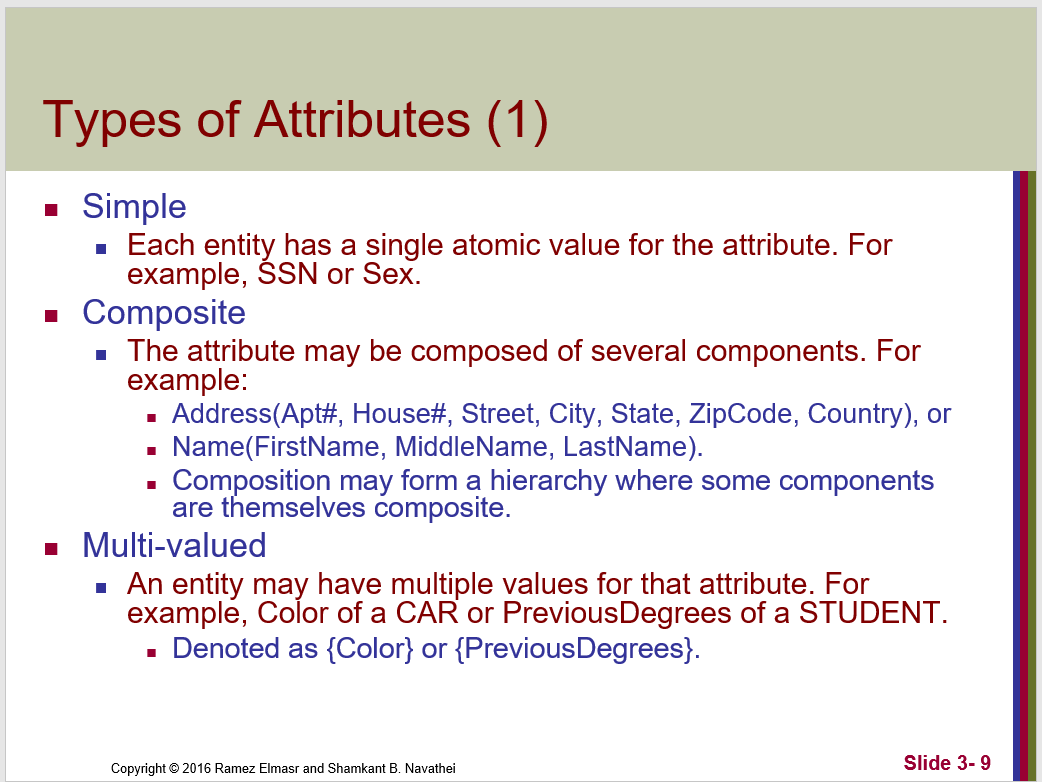 Types of Attributes (1)
Simple
Each entity has a single atomic value for the attribute. For
example, SSN or Sex.
Composite
The attribute may be composed of several components. For
example:
Address(Apt#, House#, Street, City, State, ZipCode, Country), or
Name(FirstName, MiddleName, LastName).
Composition may form a hierarchy where some components
are themselves composite.
Multi-valued
An entity may have multiple values for that attribute. For
example, Color of a CAR or PreviousDegrees of a STUDENT.
Denoted as {Color} or {PreviousDegrees}.
Copyright © 2016 Ramez Elmasr and Shamkant B. Navathei
Slide 3- 9